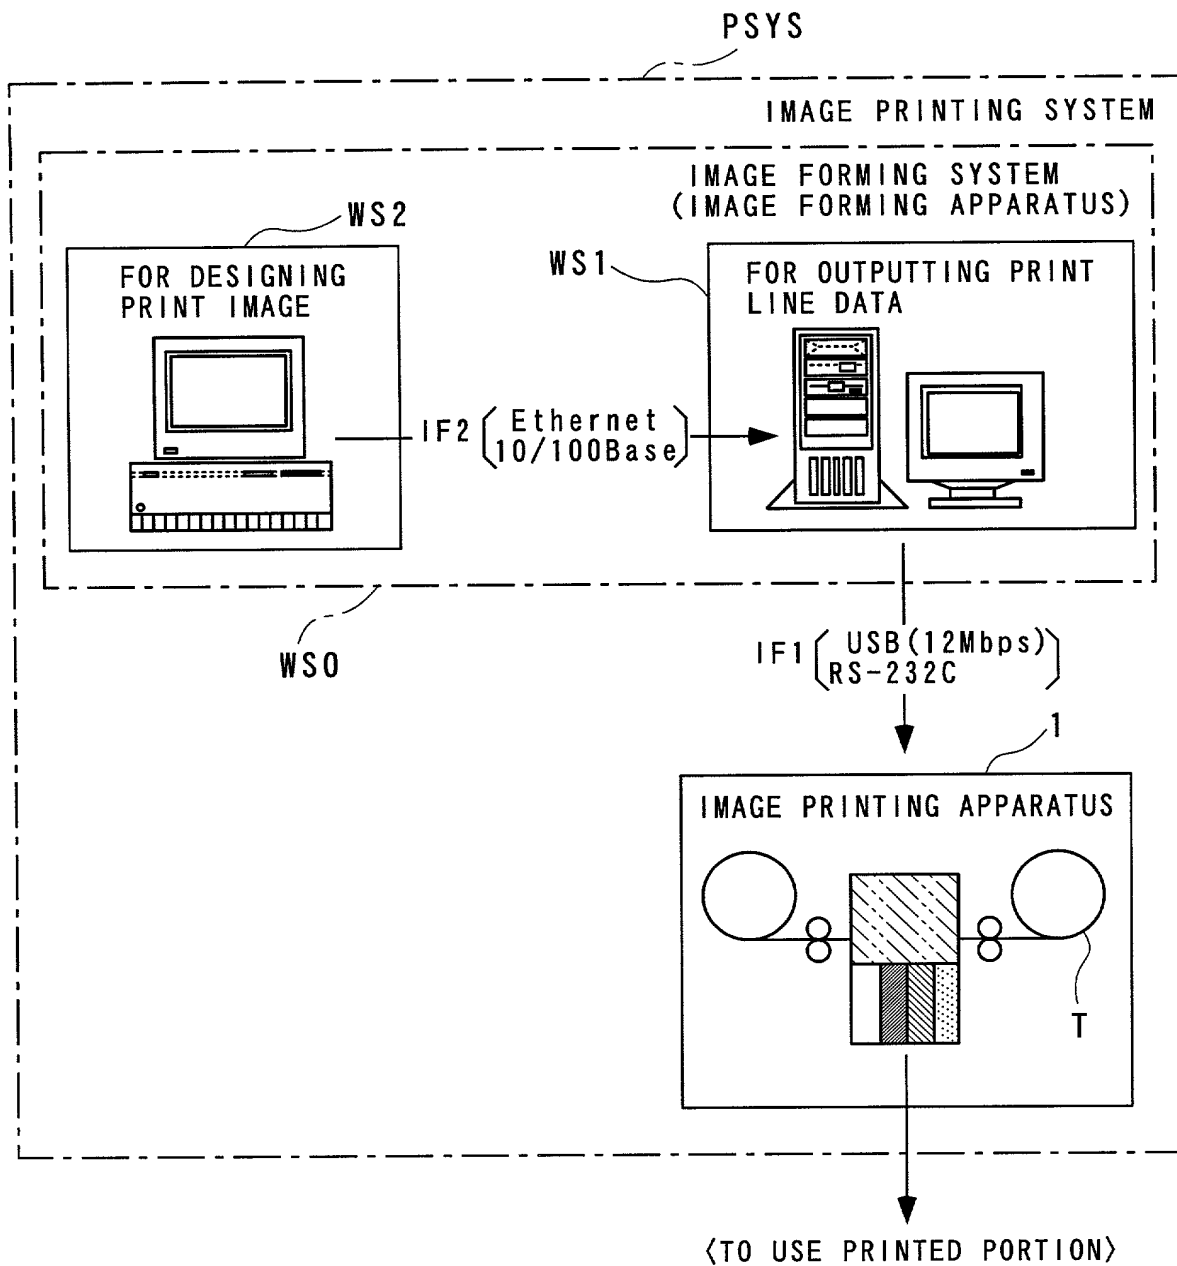 PSYS
IMAGE PRINTING SYSTEM
IMAGE FORMING SYSTEM
(IMAGE FORMING APPARATUS)
WS2
WS1
FOR DESIGNING
PRINT IMAGE
FOR OUTPUTTING PRINT
LINE DATA
IF2 (Ethernet
10/100Base)
WS0
IF1 (USB(12Mbps)
RS-232C)
1
IMAGE PRINTING APPARATUS
T
〈TO USE PRINTED PORTION〉